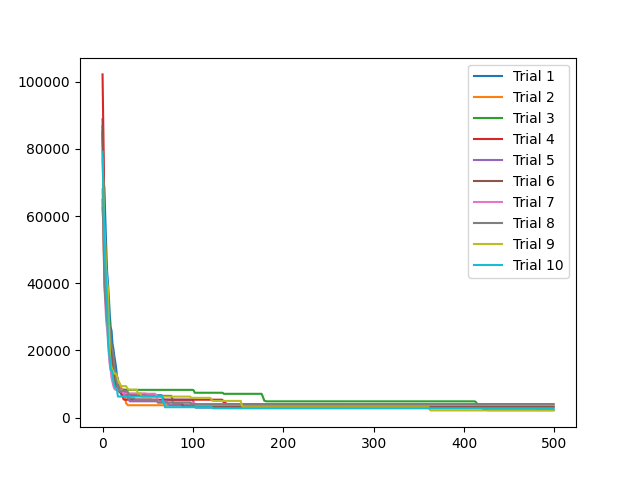 100000
80000
60000
40000
20000
0
0
100
200
300
400
500
Trial 1
Trial 2
Trial 3
Trial 4
Trial 5
Trial 6
Trial 7
Trial 8
Trial 9
Trial 10